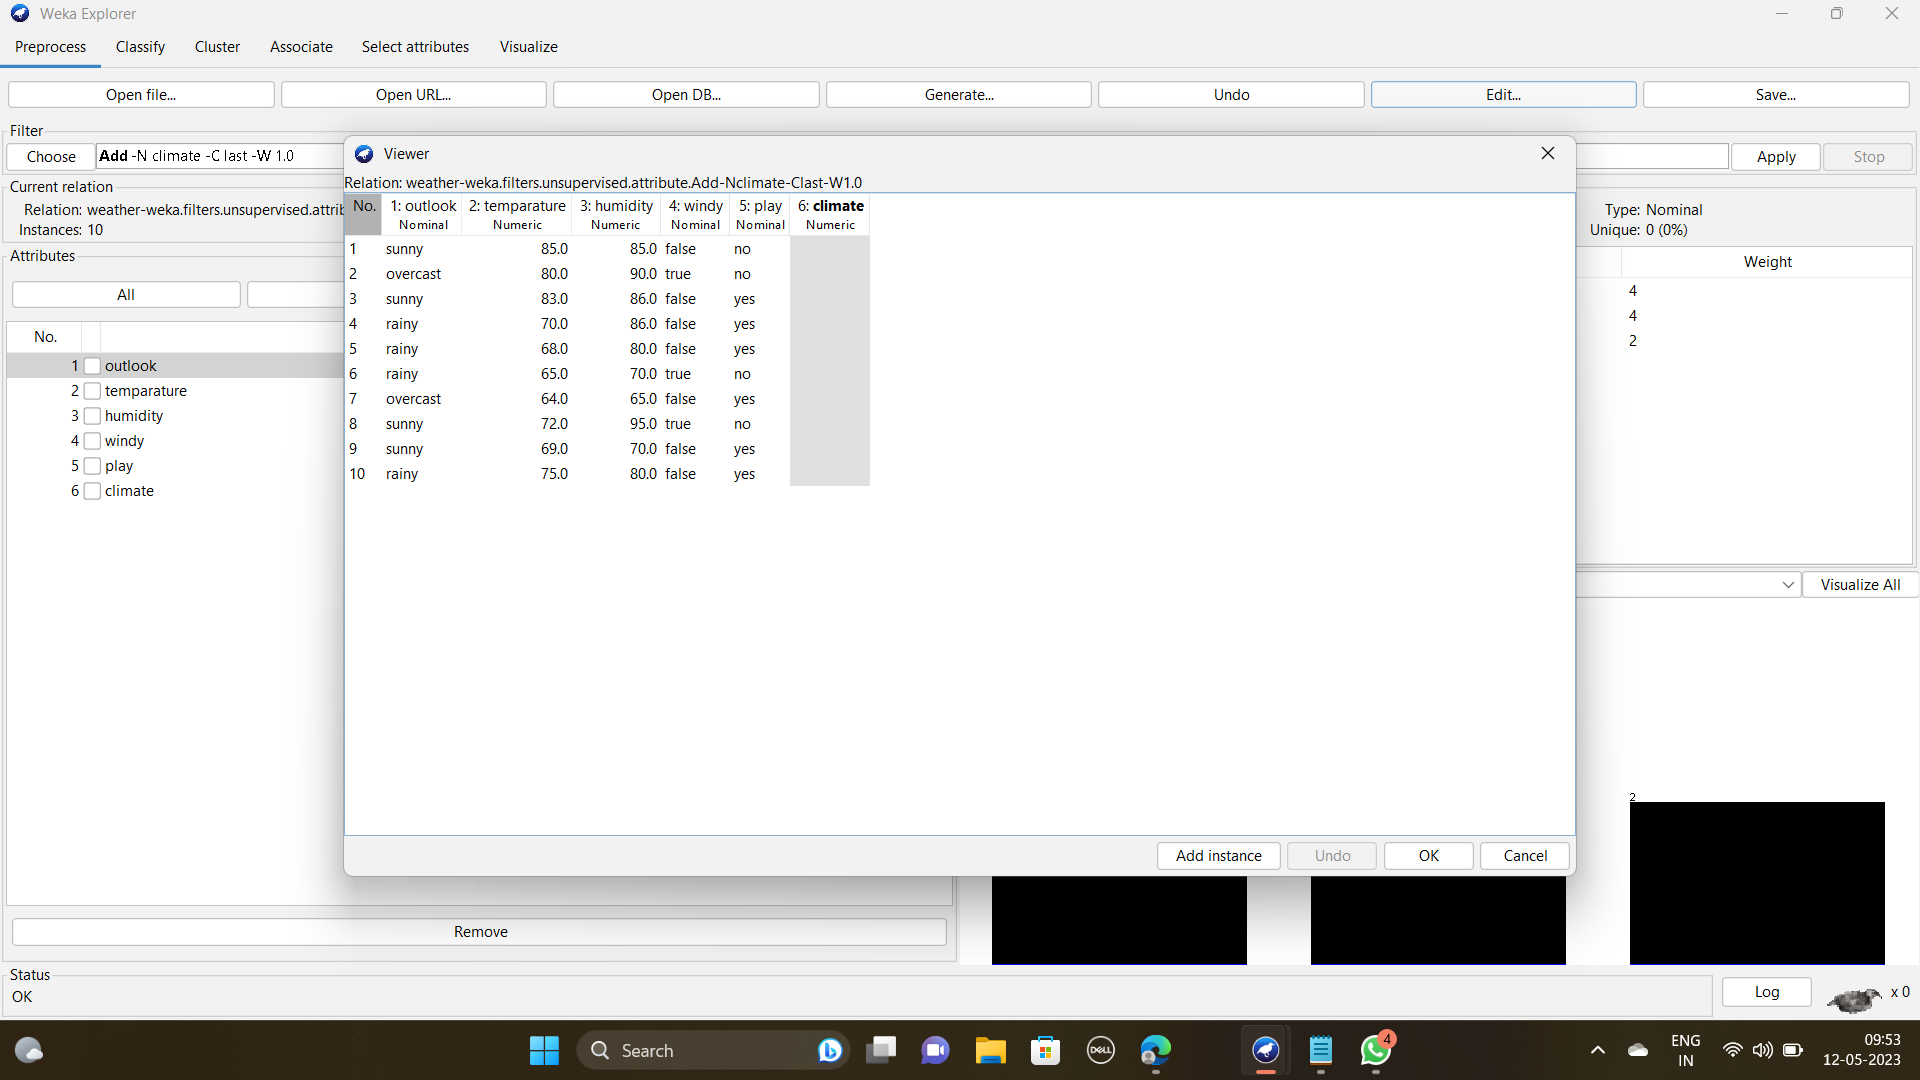 Weka Explorer
Preprocess Classify Cluster Associate Select attributes Visualize
Open file... Open URL... Open DB... Generate... Undo Edit... Save...
Filter
Choose Add -N climate -C last -W 1.0 Apply Stop
Current relation
Relation: weather-weka.filters.unsupervised.attrib
Instances: 10
Type: Nominal
Unique: 0 (0%)
Attributes
All
No.
1 outlook
2 temparature
3 humidity
4 windy
5 play
6 climate
Remove
Viewer
Relation: weather-weka.filters.unsupervised.attribute.Add-Nclimate-Clast-W1.0
No. 1: outlook 2: temparature 3: humidity 4: windy 5: play 6: climate
Nominal Numeric Numeric Nominal Nominal Numeric
1 sunny 85.0 85.0 false no
2 overcast 80.0 90.0 true no
3 sunny 83.0 86.0 false yes
4 rainy 70.0 86.0 false yes
5 rainy 68.0 80.0 false yes
6 rainy 65.0 70.0 true no
7 overcast 64.0 65.0 false yes
8 sunny 72.0 95.0 true no
9 sunny 69.0 70.0 false yes
10 rainy 75.0 80.0 false yes
Add instance Undo OK Cancel
Weight
4
4
2
Visualize All
2
Status
OK
Log x 0
Search
DELL
4
ENG
IN
09:53
12-05-2023